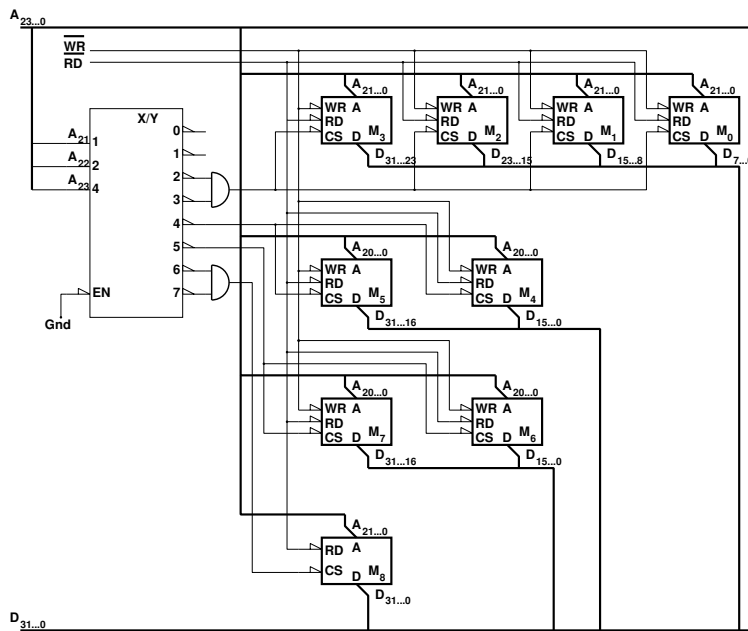 A23...0
WR
RD
A21...0 A21...0 A21...0 A21...0
X/Y
0
1
2
3
4
5
6
7
A21 1
A22 2
A23 4
EN
Gnd
WR A WR A WR A WR A
RD RD RD RD
CS D M3 CS D M2 CS D M1 CS D M0
D31...23 D23...15 D15...8 D7...0
A20...0 A20...0
WR A WR A
RD RD
CS D M5 CS D M4
D31...16 D15...0
A20...0 A20...0
WR A WR A
RD RD
CS D M7 CS D M6
D31...16 D15...0
A21...0
RD A
CS D M8
D31...0
D31...0